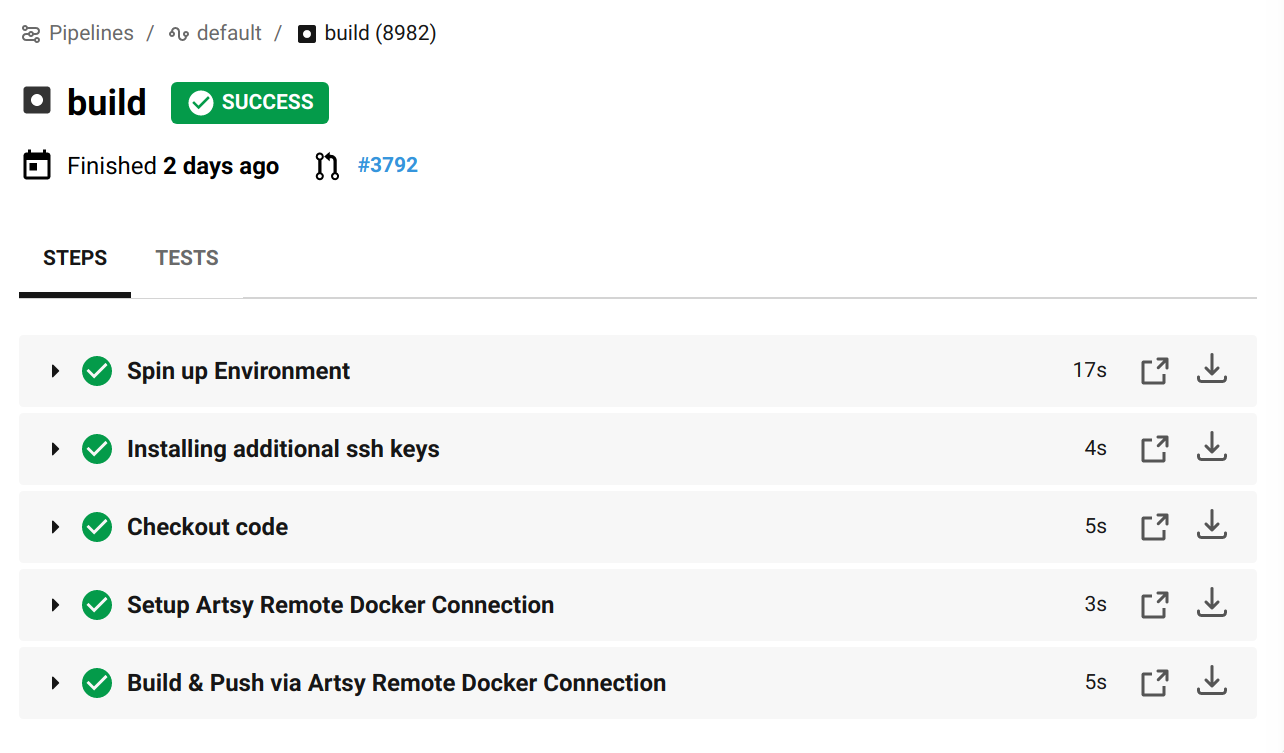 Pipelines / default / build (8982)
build SUCCESS
Finished 2 days ago #3792
STEPS TESTS
Spin up Environment 17s
Installing additional ssh keys 4s
Checkout code 5s
Setup Artsy Remote Docker Connection 3s
Build & Push via Artsy Remote Docker Connection 5s